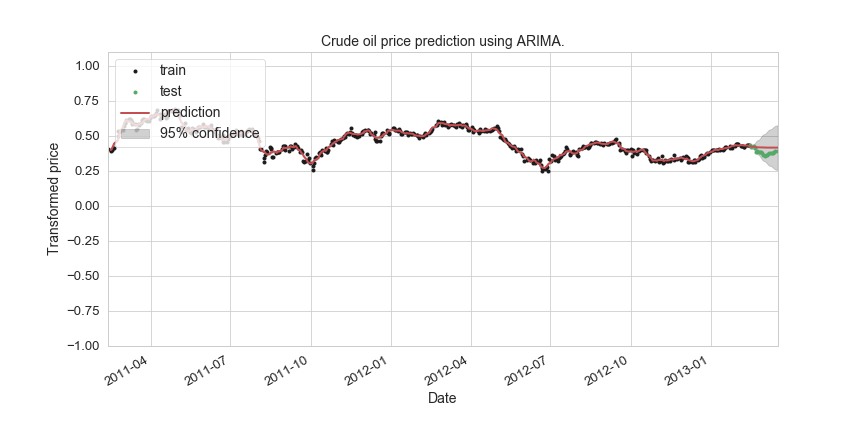 Crude oil price prediction using ARIMA.
1.00
0.75
0.50
0.25
0.00
−0.25
−0.50
−0.75
−1.00
Transformed price
train
test
prediction
95% confidence
2011-04
2011-07
2011-10
2012-01
2012-04
2012-07
2012-10
2013-01
Date